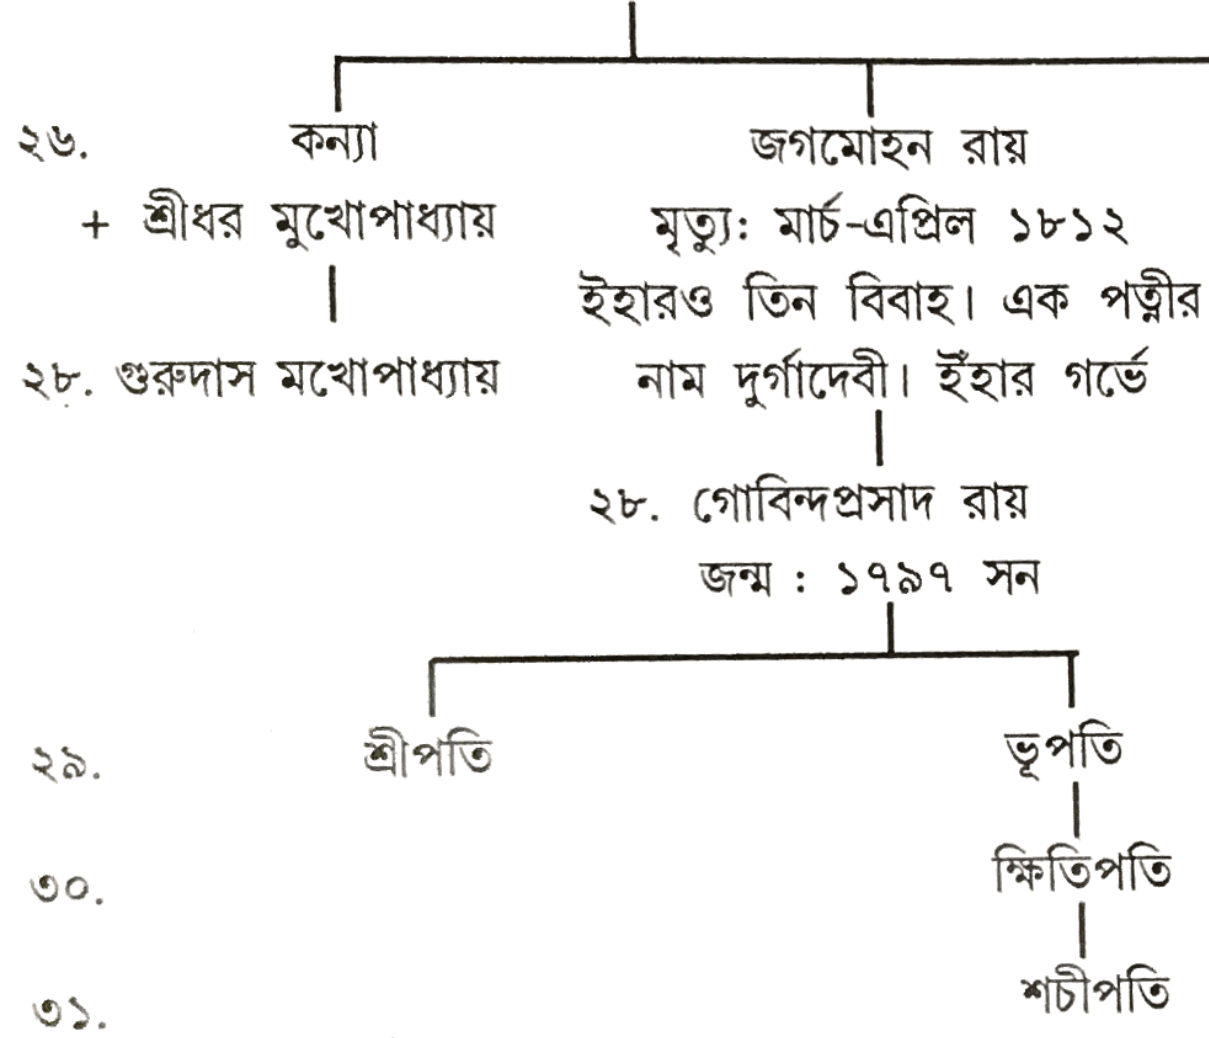 ২৬. কন্যা জগমোহন রায়
+ শ্রীধর মুখোপাধ্যায় মৃত্যু: মার্চ-এপ্রিল ১৮১২
ইহারও তিন বিবাহ। এক পত্নীর
২৮. গুরুদাস মখোপাধ্যায় নাম দুর্গাদেবী। ইঁহার গর্ভে
২৮. গোবিন্দপ্রসাদ রায়
জন্ম : ১৭৯৭ সন
২৯. শ্রীপতি ভূপতি
৩০. ক্ষিতিপতি
৩১. শচীপতি